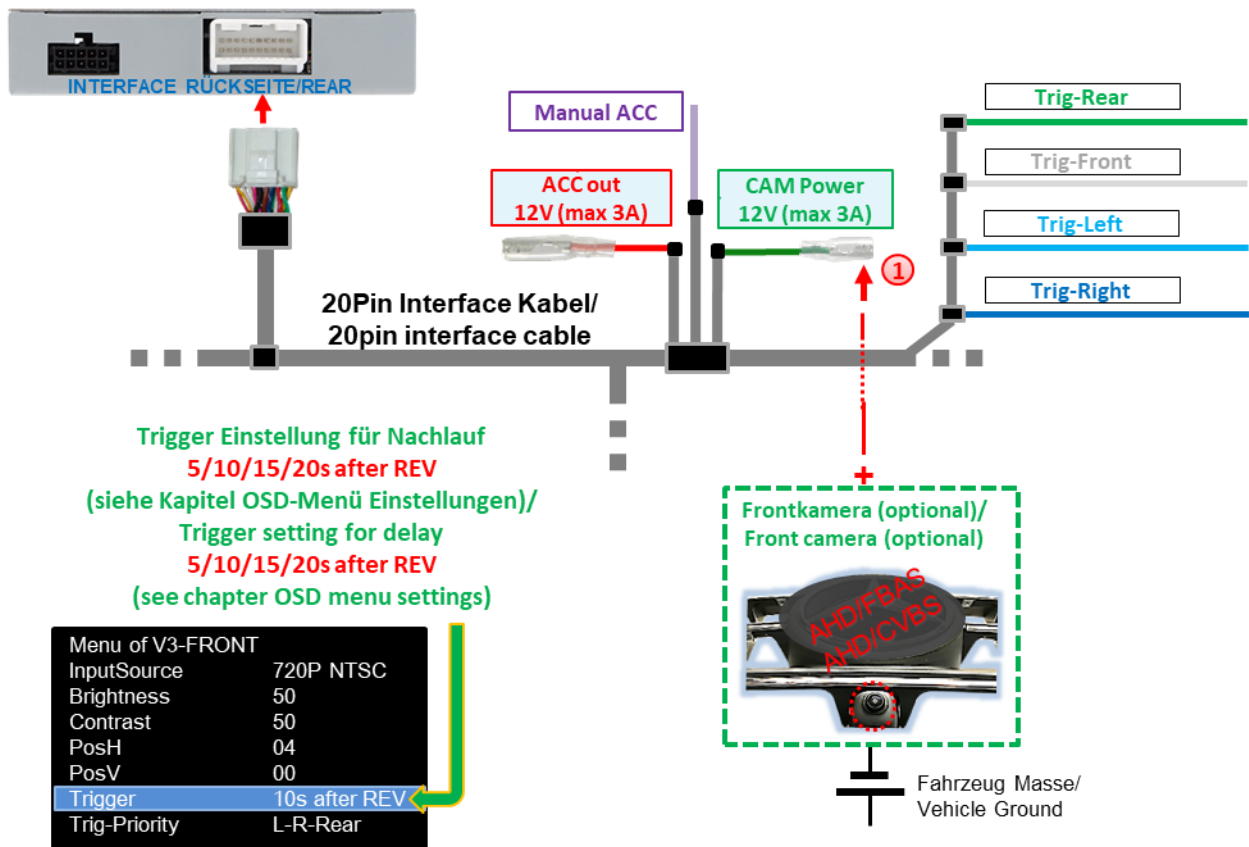 INTERFACE RÜCKSEITE/REAR
Manual ACC
ACC out
12V (max 3A)
CAM Power
12V (max 3A)
1
Trig-Rear
Trig-Front
Trig-Left
Trig-Right
20Pin Interface Kabel/
20pin interface cable
Trigger Einstellung für Nachlauf
5/10/15/20s after REV
(siehe Kapitel OSD-Menü Einstellungen)/
Trigger setting for delay
5/10/15/20s after REV
(see chapter OSD menu settings)
Menu of V3-FRONT
InputSource 720P NTSC
Brightness 50
Contrast 50
PosH 04
PosV 00
Trigger 10s after REV
Trig-Priority L-R-Rear
+
Frontkamera (optional)/
Front camera (optional)
AHD/FBAS
AHD/CVBS
Fahrzeug Masse/
Vehicle Ground